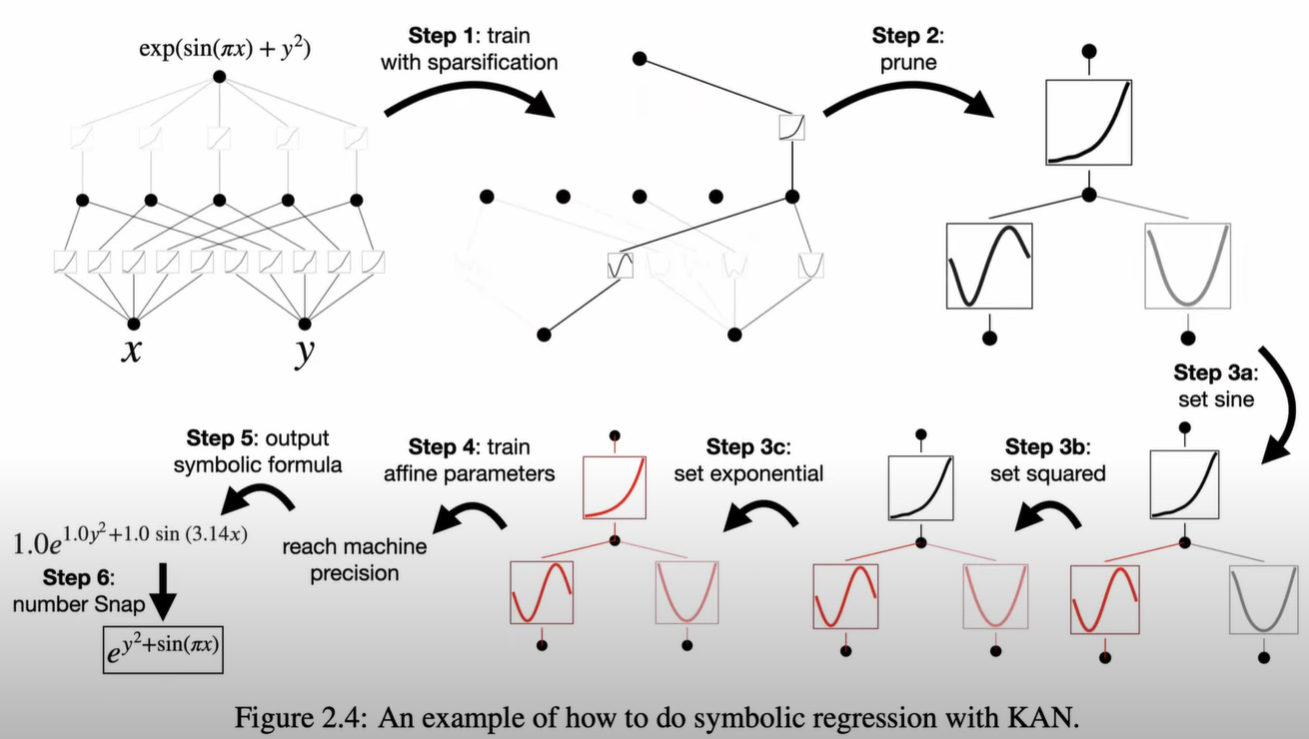 exp(sin(πx) + y²)
Step 1: train
with sparsification
Step 2:
prune
x
y
Step 3a:
set sine
Step 3b:
set squared
Step 3c:
set exponential
Step 4: train
affine parameters
reach machine
precision
Step 5: output
symbolic formula
1.0e^{1.0y²+1.0 sin (3.14x)}
Step 6:
number Snap
e^{y²+sin(πx)}
Figure 2.4: An example of how to do symbolic regression with KAN.